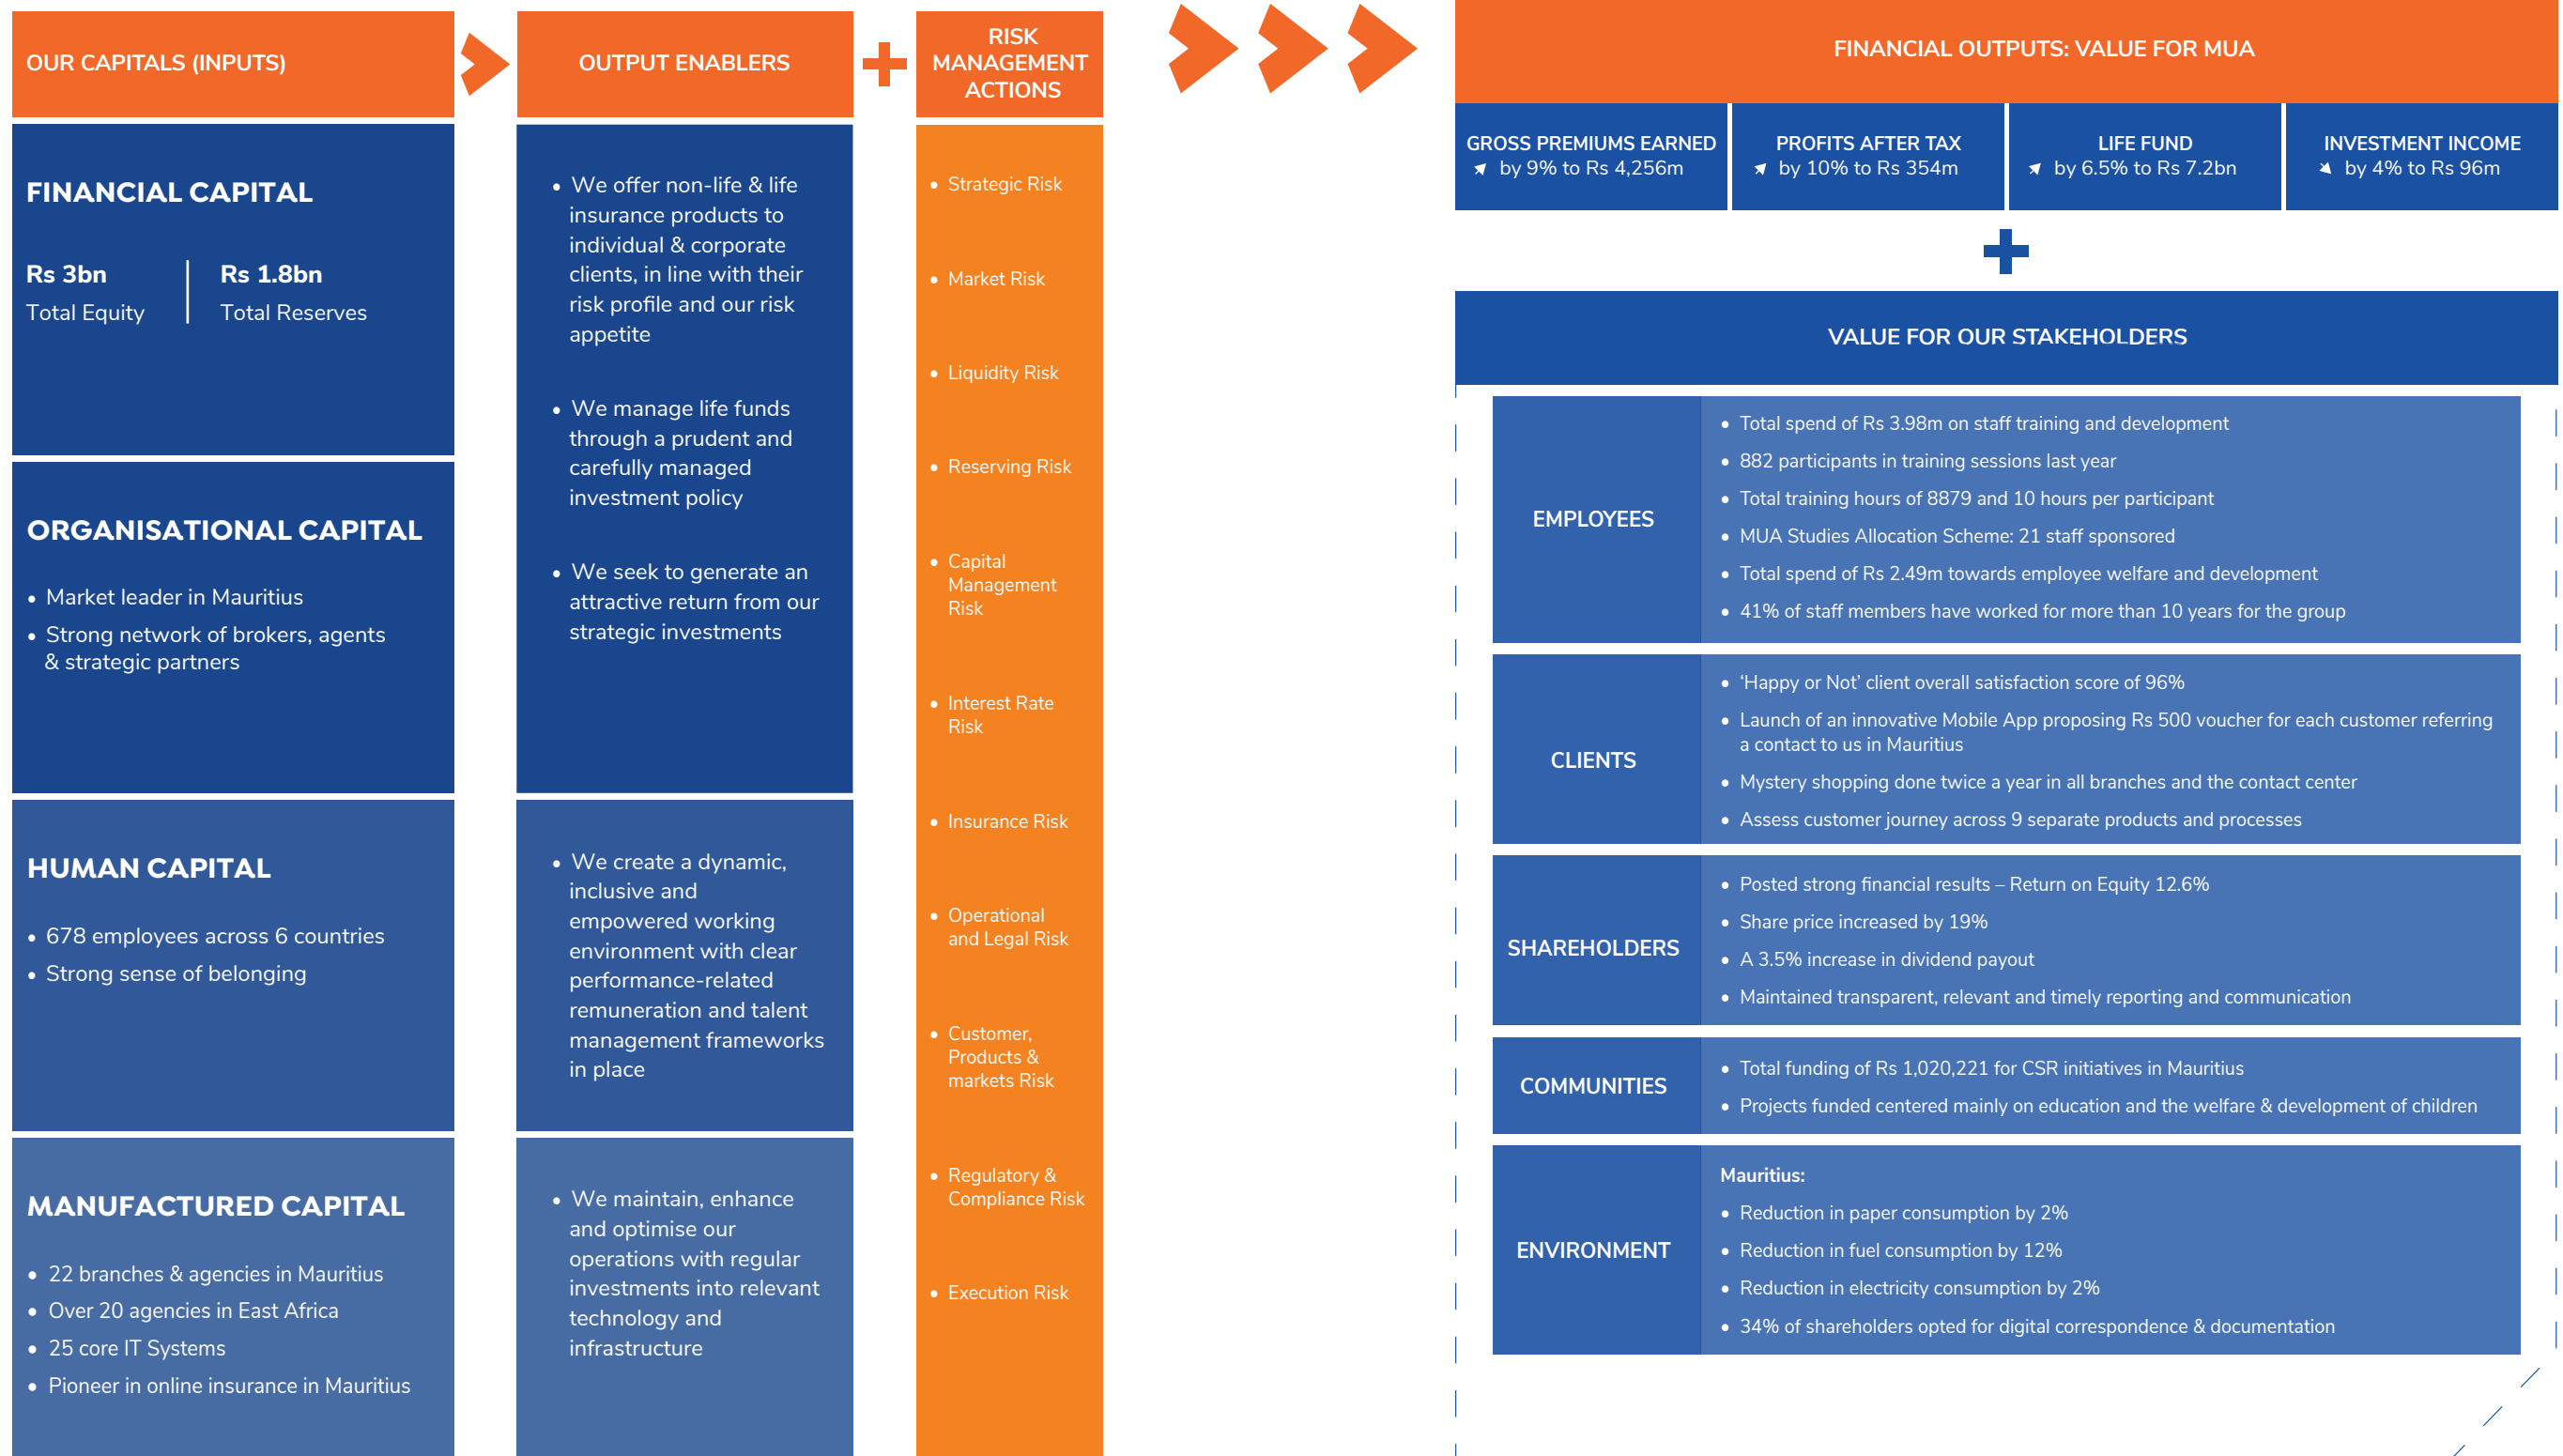 OUR CAPITALS (INPUTS)
FINANCIAL CAPITAL
Rs 3bn
Total Equity
Rs 1.8bn
Total Reserves
ORGANISATIONAL CAPITAL
• Market leader in Mauritius
• Strong network of brokers, agents
& strategic partners
HUMAN CAPITAL
• 678 employees across 6 countries
• Strong sense of belonging
MANUFACTURED CAPITAL
• 22 branches & agencies in Mauritius
• Over 20 agencies in East Africa
• 25 core IT Systems
• Pioneer in online insurance in Mauritius
OUTPUT ENABLERS
• We offer non-life & life
insurance products to
individual & corporate
clients, in line with their
risk profile and our risk
appetite
• We manage life funds
through a prudent and
carefully managed
investment policy
• We seek to generate an
attractive return from our
strategic investments
• We create a dynamic,
inclusive and
empowered working
environment with clear
performance-related
remuneration and talent
management frameworks
in place
• We maintain, enhance
and optimise our
operations with regular
investments into relevant
technology and
infrastructure
RISK
MANAGEMENT
ACTIONS
• Strategic Risk
• Market Risk
• Liquidity Risk
• Reserving Risk
• Capital
Management
Risk
• Interest Rate
Risk
• Insurance Risk
• Operational
and Legal Risk
• Customer,
Products &
markets Risk
• Regulatory &
Compliance Risk
• Execution Risk
FINANCIAL OUTPUTS: VALUE FOR MUA
GROSS PREMIUMS EARNED
by 9% to Rs 4,256m
PROFITS AFTER TAX
by 10% to Rs 354m
LIFE FUND
by 6.5% to Rs 7.2bn
INVESTMENT INCOME
by 4% to Rs 96m
VALUE FOR OUR STAKEHOLDERS
EMPLOYEES
• Total spend of Rs 3.98m on staff training and development
• 882 participants in training sessions last year
• Total training hours of 8879 and 10 hours per participant
• MUA Studies Allocation Scheme: 21 staff sponsored
• Total spend of Rs 2.49m towards employee welfare and development
• 41% of staff members have worked for more than 10 years for the group
CLIENTS
• ‘Happy or Not’ client overall satisfaction score of 96%
• Launch of an innovative Mobile App proposing Rs 500 voucher for each customer referring
a contact to us in Mauritius
• Mystery shopping done twice a year in all branches and the contact center
• Assess customer journey across 9 separate products and processes
SHAREHOLDERS
• Posted strong financial results – Return on Equity 12.6%
• Share price increased by 19%
• A 3.5% increase in dividend payout
• Maintained transparent, relevant and timely reporting and communication
COMMUNITIES
• Total funding of Rs 1,020,221 for CSR initiatives in Mauritius
• Projects funded centered mainly on education and the welfare & development of children
ENVIRONMENT
Mauritius:
• Reduction in paper consumption by 2%
• Reduction in fuel consumption by 12%
• Reduction in electricity consumption by 2%
• 34% of shareholders opted for digital correspondence & documentation